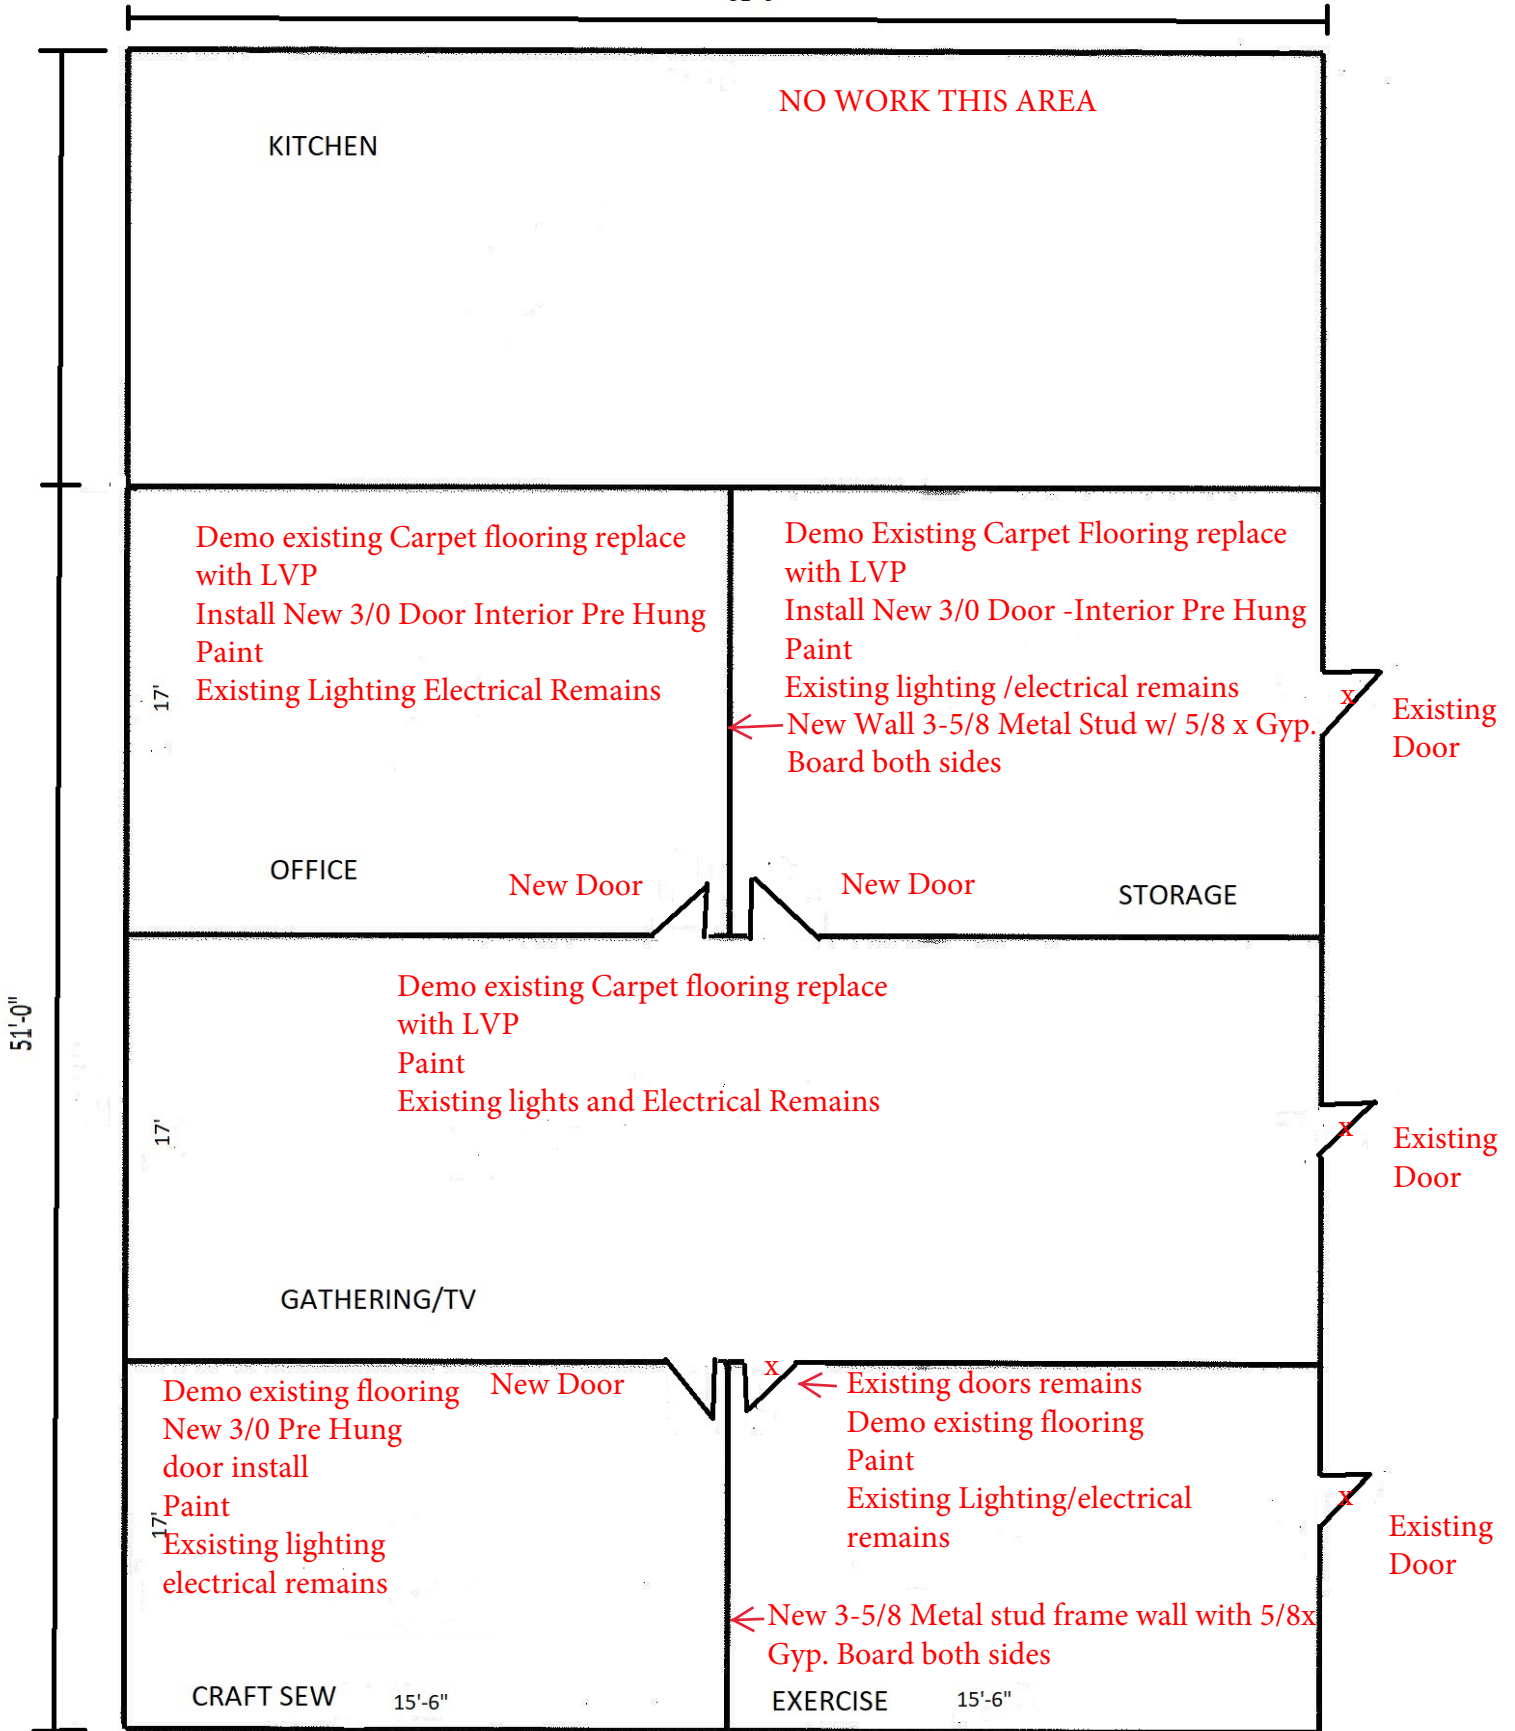 NO WORK THIS AREA
KITCHEN
Demo existing Carpet flooring replace
with LVP
Install New 3/0 Door Interior Pre Hung
Paint
Existing Lighting Electrical Remains
17'
OFFICE
New Door
Demo Existing Carpet Flooring replace
with LVP
Install New 3/0 Door -Interior Pre Hung
Paint
Existing lighting /electrical remains
New Wall 3-5/8 Metal Stud w/ 5/8 x Gyp.
Board both sides
New Door
STORAGE
x
Existing
Door
51'-0"
Demo existing Carpet flooring replace
with LVP
Paint
Existing lights and Electrical Remains
17'
GATHERING/TV
x
Existing
Door
Demo existing flooring
New 3/0 Pre Hung
door install
Paint
Exsisting lighting
electrical remains
17'
New Door
CRAFT SEW
15'-6"
x
Existing doors remains
Demo existing flooring
Paint
Existing Lighting/electrical
remains
New 3-5/8 Metal stud frame wall with 5/8x
Gyp. Board both sides
EXERCISE
15'-6"
x
Existing
Door